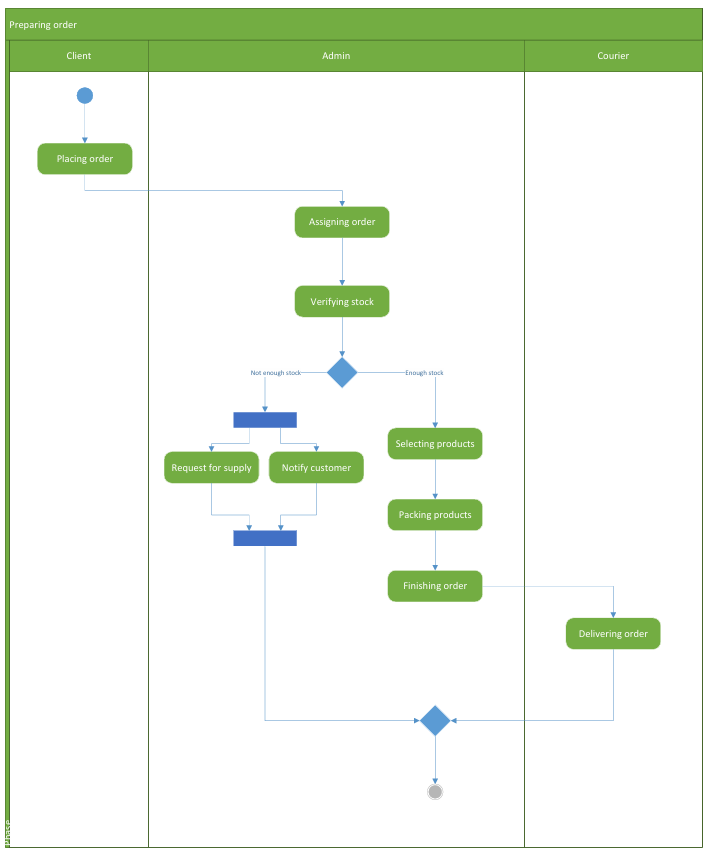 Preparing order
Client
Admin
Courier
Placing order
Assigning order
Verifying stock
Not enough stock
Enough stock
Selecting products
Request for supply
Notify customer
Packing products
Finishing order
Delivering order
Phase